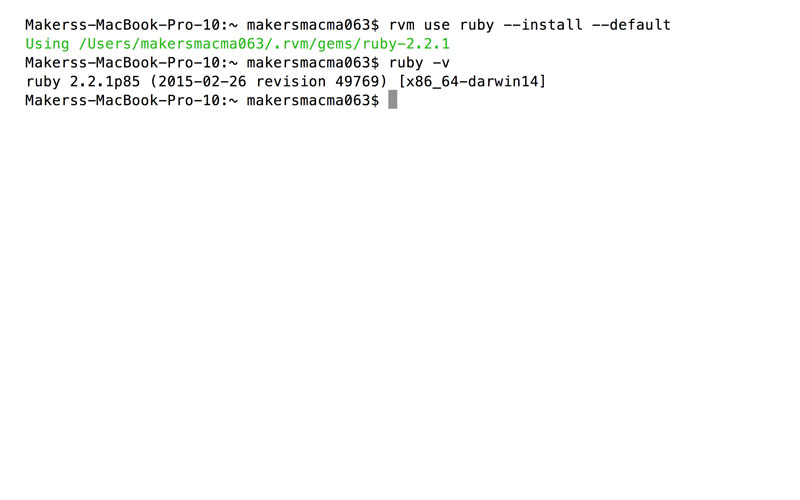 Makerss-MacBook-Pro-10:~ makersmacma063$ rvm use ruby --install --default
Using /Users/makersmacma063/.rvm/gems/ruby-2.2.1
Makerss-MacBook-Pro-10:~ makersmacma063$ ruby -v
ruby 2.2.1p85 (2015-02-26 revision 49769) [x86_64-darwin14]
Makerss-MacBook-Pro-10:~ makersmacma063$